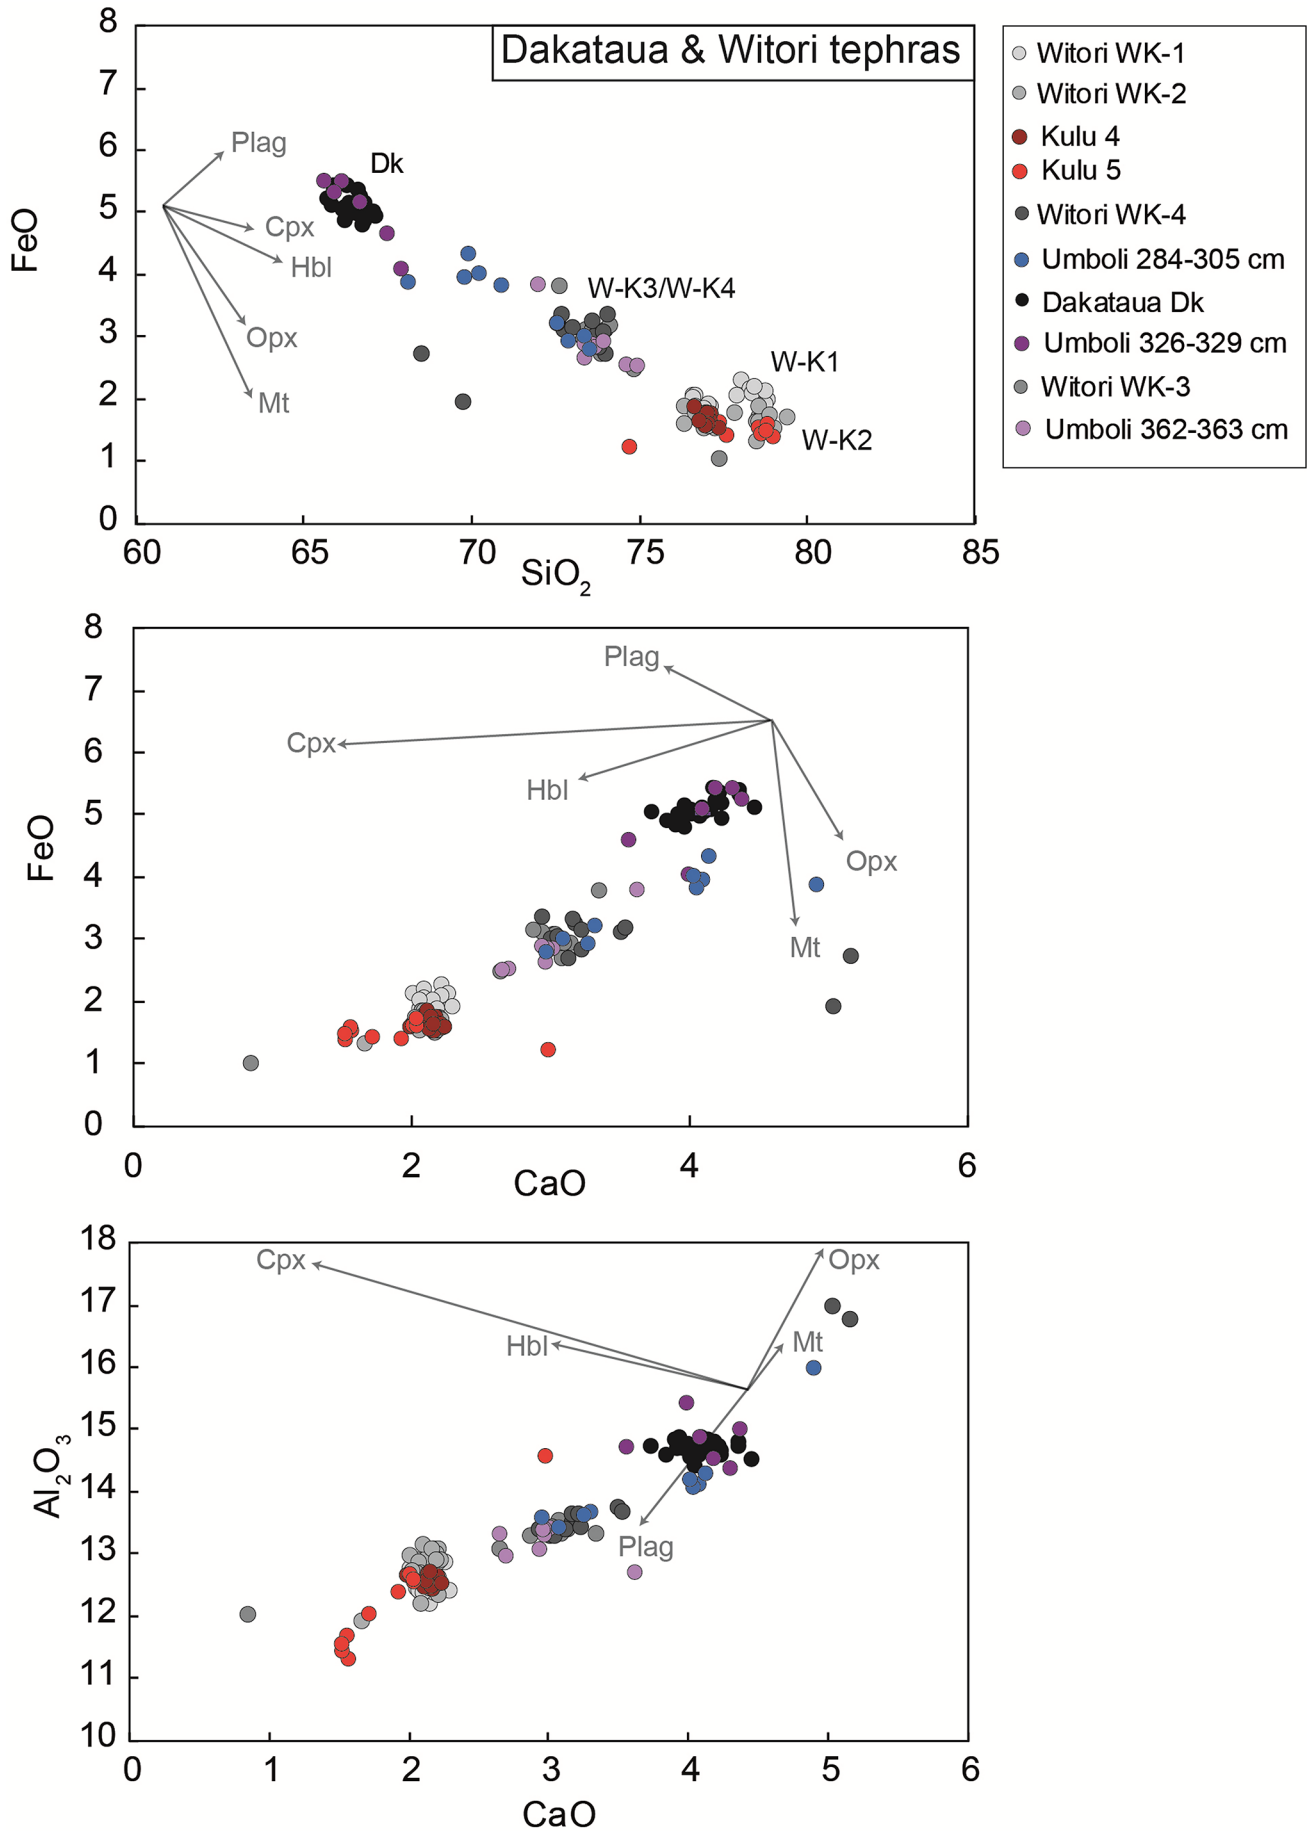 Dakataua & Witori tephras
8
7
6
5
4
3
2
1
0
FeO
60
65
70
75
80
85
SiO2
Plag
Cpx
Hbl
Opx
Mt
Dk
W-K3/W-K4
W-K1
W-K2
Witori WK-1
Witori WK-2
Kulu 4
Kulu 5
Witori WK-4
Umboli 284-305 cm
Dakataua Dk
Umboli 326-329 cm
Witori WK-3
Umboli 362-363 cm
8
7
6
5
4
3
2
1
0
FeO
0
2
4
6
CaO
Plag
Cpx
Hbl
Opx
Mt
18
17
16
15
14
13
12
11
10
Al2O3
0
1
2
3
4
5
6
CaO
Cpx
Opx
Hbl
Mt
Plag